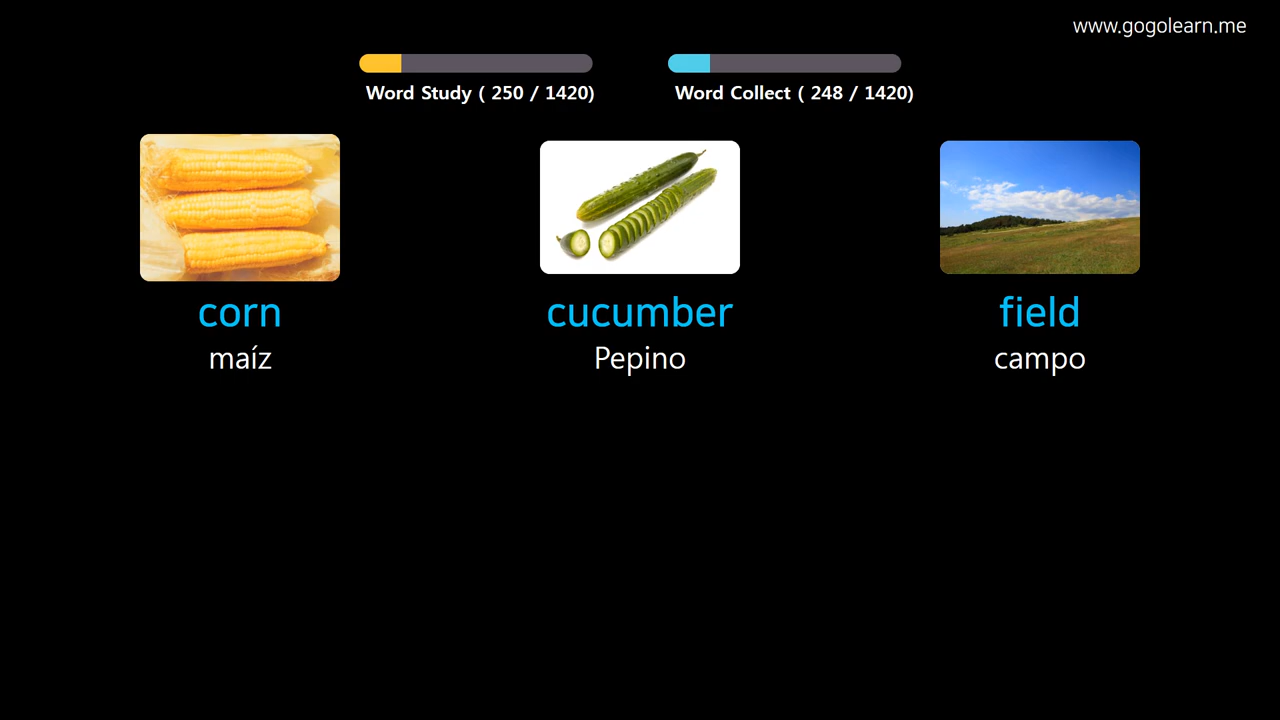 www.gogolearn.me
Word Study ( 250 / 1420)
Word Collect ( 248 / 1420)
corn
cucumber
field
maíz
Pepino
campo